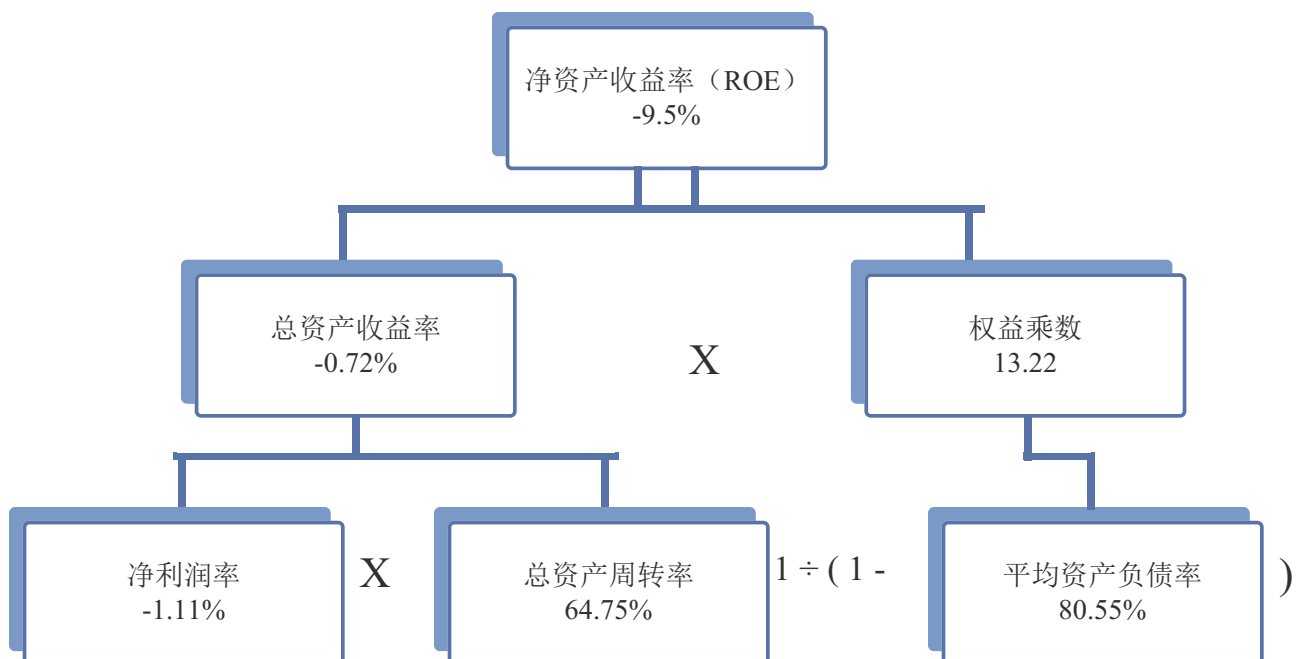 净资产收益率（ROE）
-9.5%
总资产收益率
-0.72%
X
权益乘数
13.22
净利润率
-1.11%
X
总资产周转率
64.75%
1 ÷ ( 1 -
平均资产负债率
80.55%
)